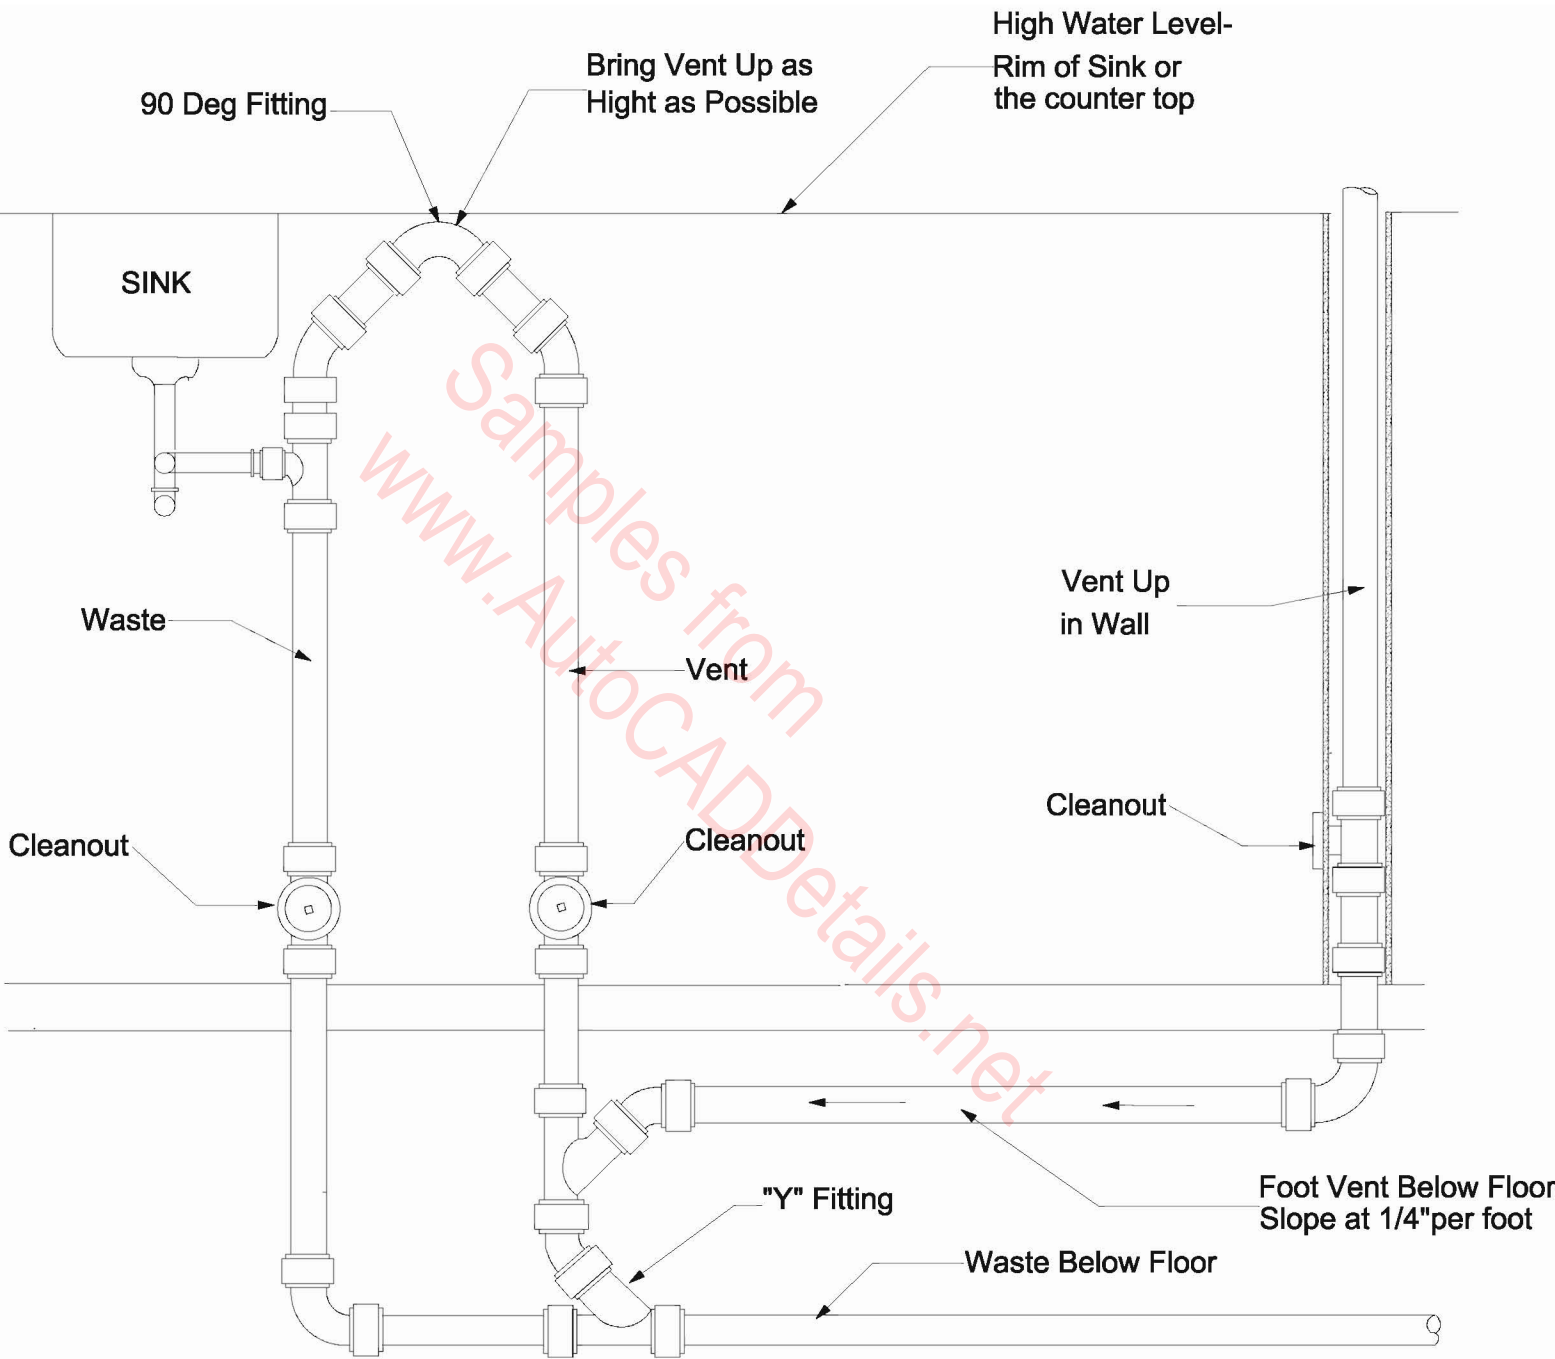 High Water Level-
Rim of Sink or
the counter top
Bring Vent Up as
Hight as Possible
90 Deg Fitting
SINK
Samples from
www.AutoCADDetails.net
Vent Up
in Wall
Waste
Vent
Cleanout
Cleanout
Cleanout
"Y" Fitting
Foot Vent Below Floor
Slope at 1/4"per foot
Waste Below Floor